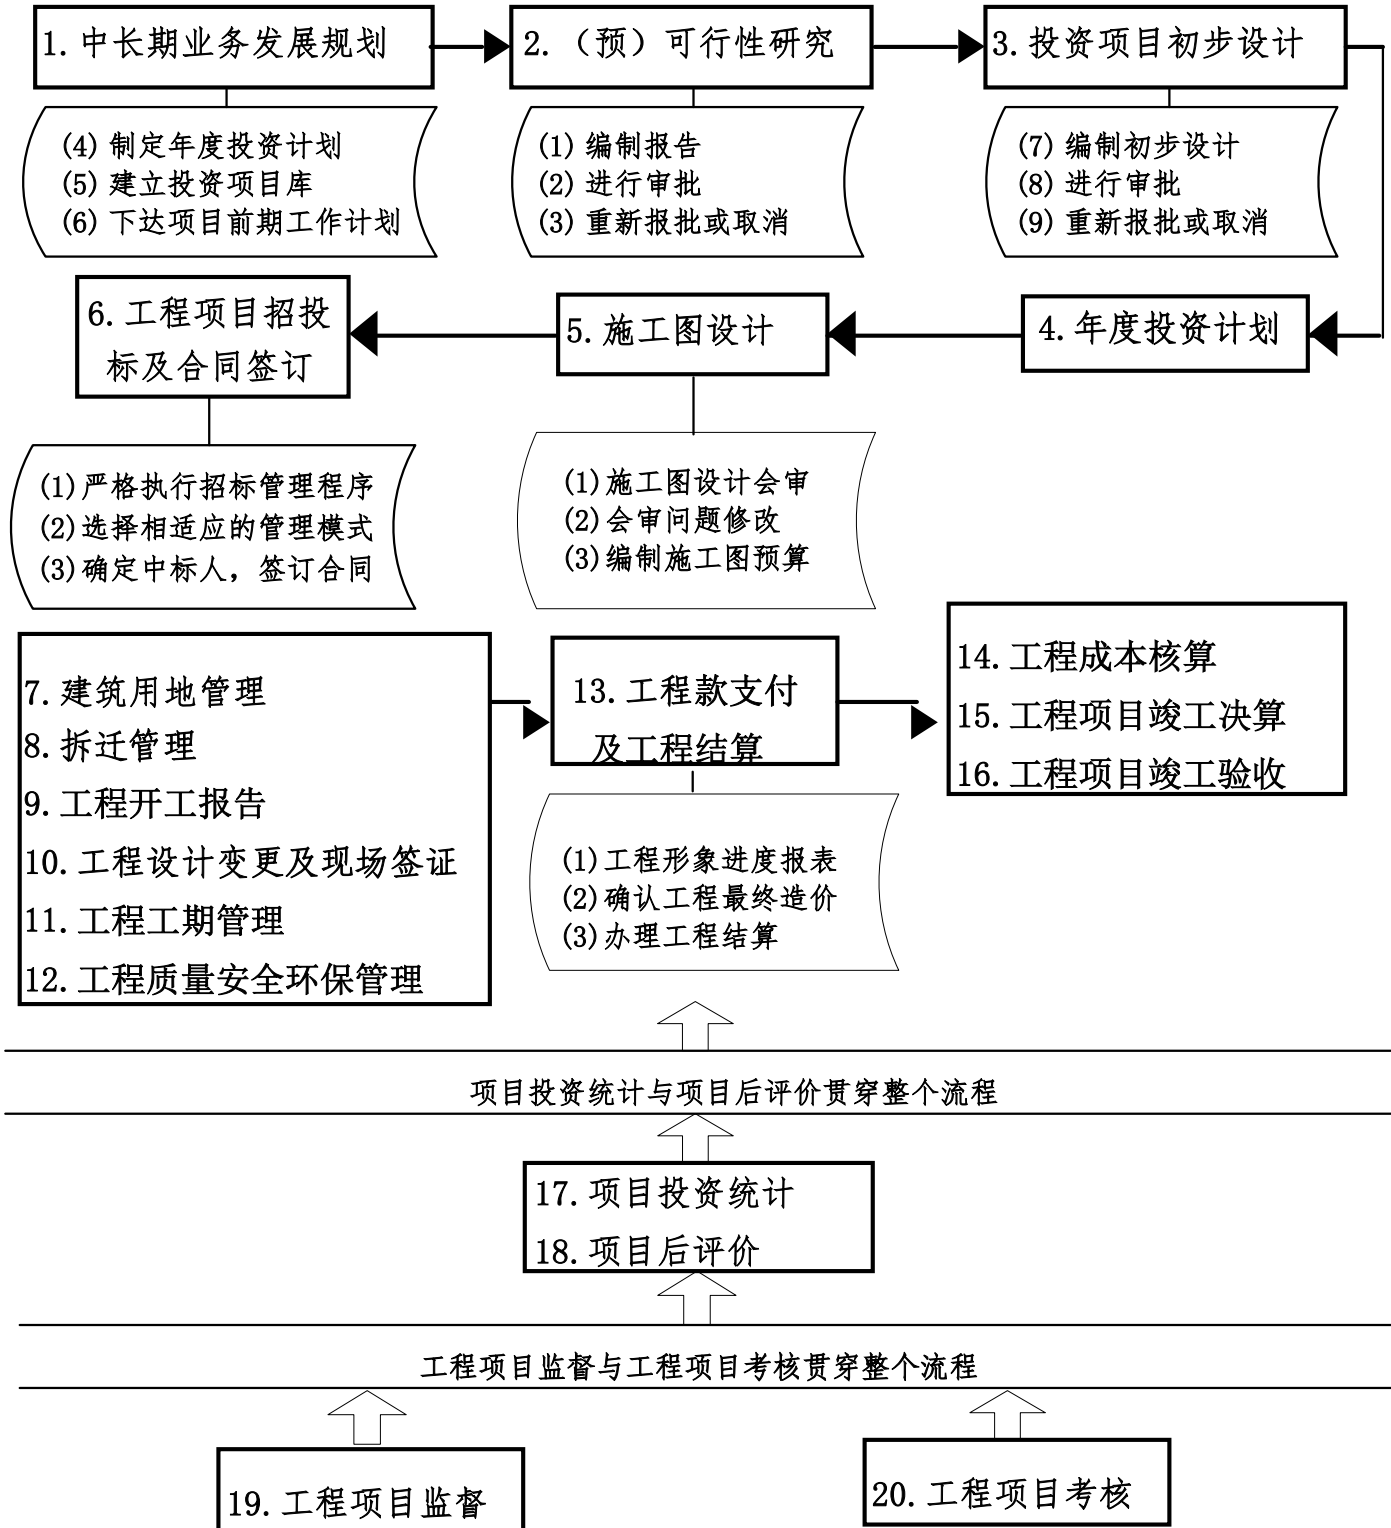 1.中长期业务发展规划
2.（预）可行性研究
3.投资项目初步设计
(4)制定年度投资计划
(5)建立投资项目库
(6)下达项目前期工作计划
(1)编制报告
(2)进行审批
(3)重新报批或取消
(7)编制初步设计
(8)进行审批
(9)重新报批或取消
6.工程项目招投
标及合同签订
5.施工图设计
4.年度投资计划
(1)严格执行招标管理程序
(2)选择相适应的管理模式
(3)确定中标人，签订合同
(1)施工图设计会审
(2)会审问题修改
(3)编制施工图预算
7.建筑用地管理
8.拆迁管理
9.工程开工报告
10.工程设计变更及现场签证
11.工程工期管理
12.工程质量安全环保管理
13.工程款支付
及工程结算
14.工程成本核算
15.工程项目竣工决算
16.工程项目竣工验收
(1)工程形象进度报表
(2)确认工程最终造价
(3)办理工程结算
项目投资统计与项目后评价贯穿整个流程
17.项目投资统计
18.项目后评价
工程项目监督与工程项目考核贯穿整个流程
19.工程项目监督
20.工程项目考核